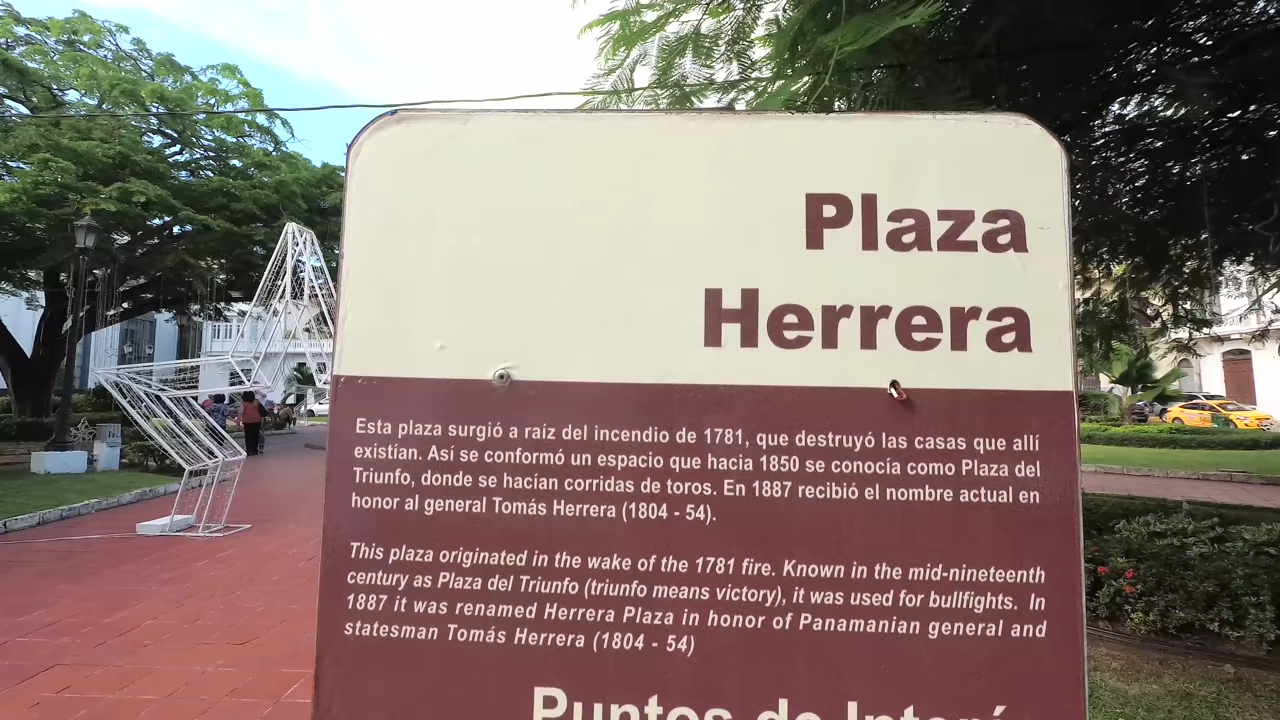 Plaza
Herrera
Esta plaza surgió a raíz del incendio de 1781, que destruyó las casas que allí
existían. Así se conformó un espacio que hacia 1850 se conocía como Plaza del
Triunfo, donde se hacían corridas de toros. En 1887 recibió el nombre actual en
honor al general Tomás Herrera (1804 - 54).
This plaza originated in the wake of the 1781 fire. Known in the mid-nineteenth
century as Plaza del Triunfo (triunfo means victory), it was used for bullfights. In
1887 it was renamed Herrera Plaza in honor of Panamanian general and
statesman Tomás Herrera (1804 - 54)
Puntos de